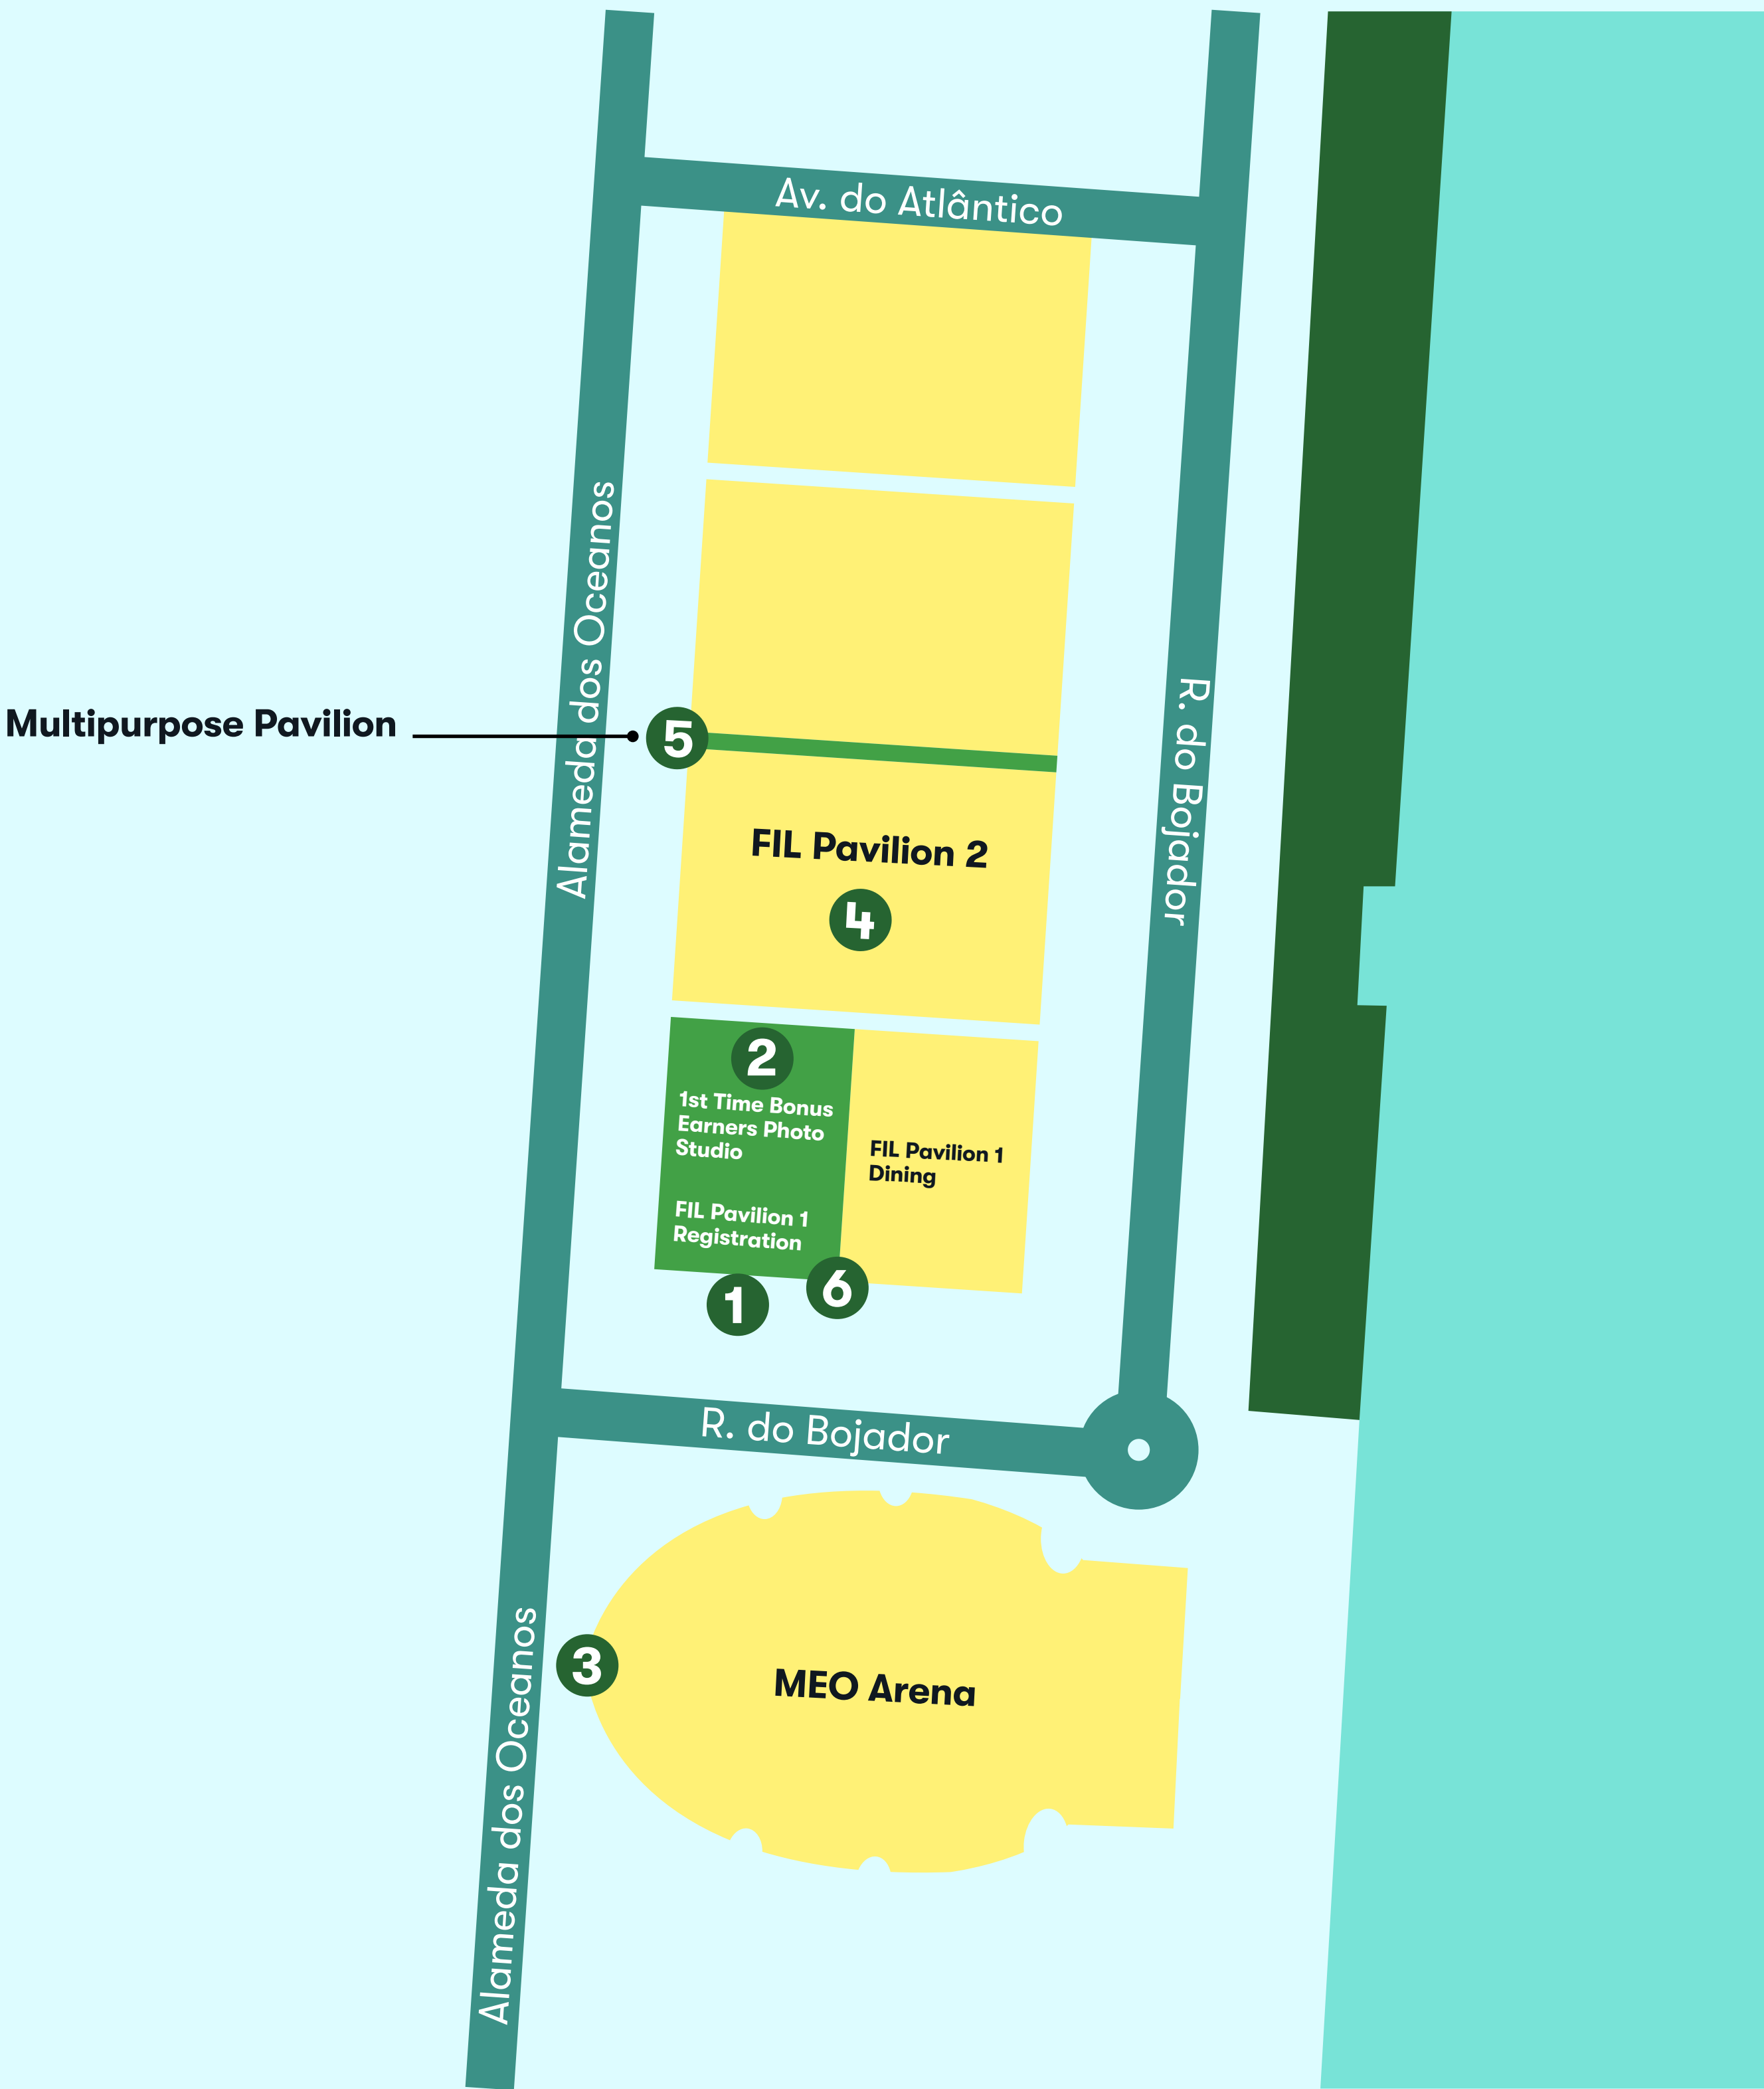 Av. do Atlântico
Alameda dos Oceanos
Multipurpose Pavilion
5
R. do Bojador
FIL Pavilion 2
4
2
1st Time Bonus
Earners Photo
Studio
FIL Pavilion 1
Dining
FIL Pavilion 1
Registration
6
1
R. do Bojador
3
MEO Arena
Alameda dos Oceanos